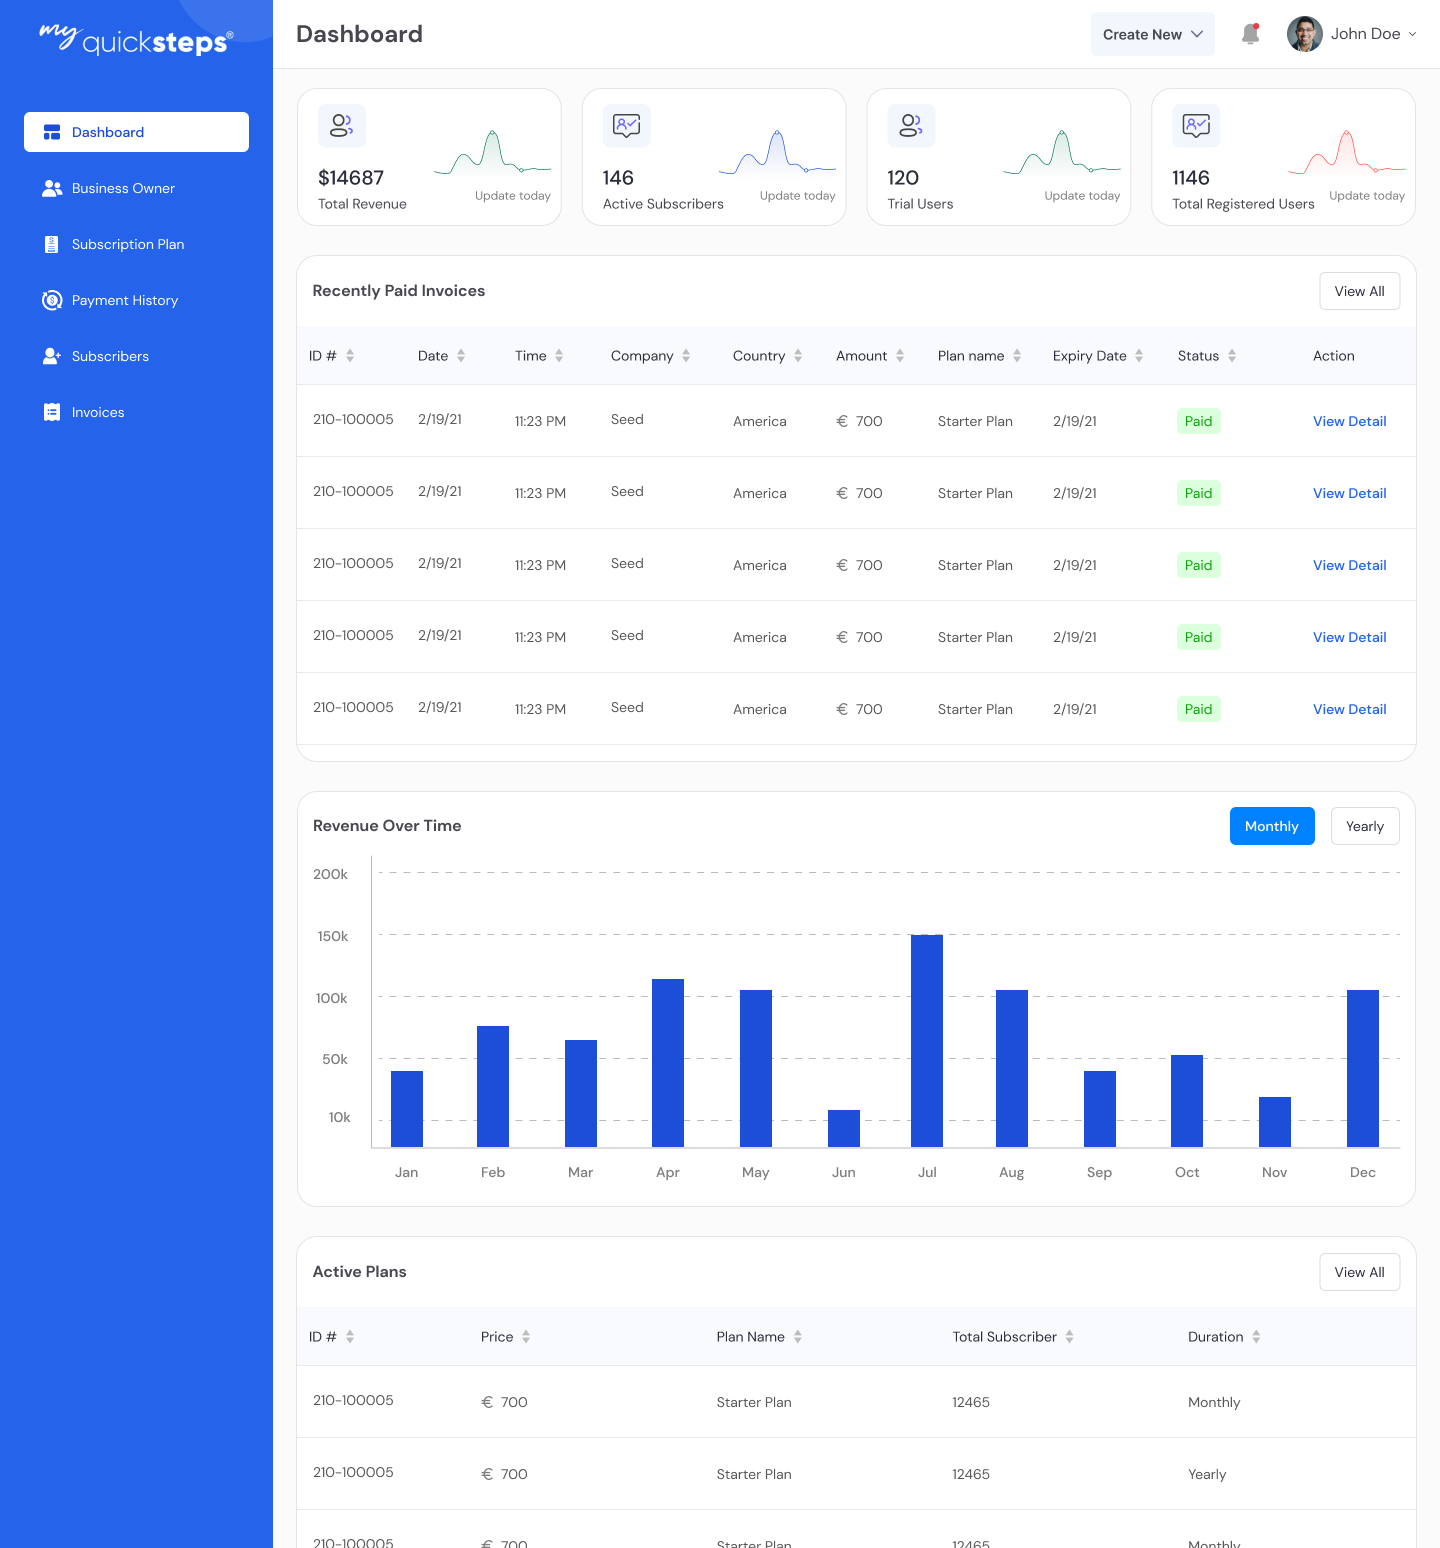 my quicksteps®
Dashboard
Business Owner
Subscription Plan
Payment History
Subscribers
Invoices
Dashboard
Create New
John Doe
$14687
Total Revenue
Update today
146
Active Subscribers
Update today
120
Trial Users
Update today
1146
Total Registered Users
Update today
Recently Paid Invoices
View All
ID # Date Time Company Country Amount Plan name Expiry Date Status Action
210-100005 2/19/21 11:23 PM Seed America € 700 Starter Plan 2/19/21 Paid View Detail
210-100005 2/19/21 11:23 PM Seed America € 700 Starter Plan 2/19/21 Paid View Detail
210-100005 2/19/21 11:23 PM Seed America € 700 Starter Plan 2/19/21 Paid View Detail
210-100005 2/19/21 11:23 PM Seed America € 700 Starter Plan 2/19/21 Paid View Detail
210-100005 2/19/21 11:23 PM Seed America € 700 Starter Plan 2/19/21 Paid View Detail
Revenue Over Time
Monthly
Yearly
200k
150k
100k
50k
10k
Jan Feb Mar Apr May Jun Jul Aug Sep Oct Nov Dec
Active Plans
View All
ID # Price Plan Name Total Subscriber Duration
210-100005 € 700 Starter Plan 12465 Monthly
210-100005 € 700 Starter Plan 12465 Yearly
210-100005 € 700 Starter Plan 12465 Monthly